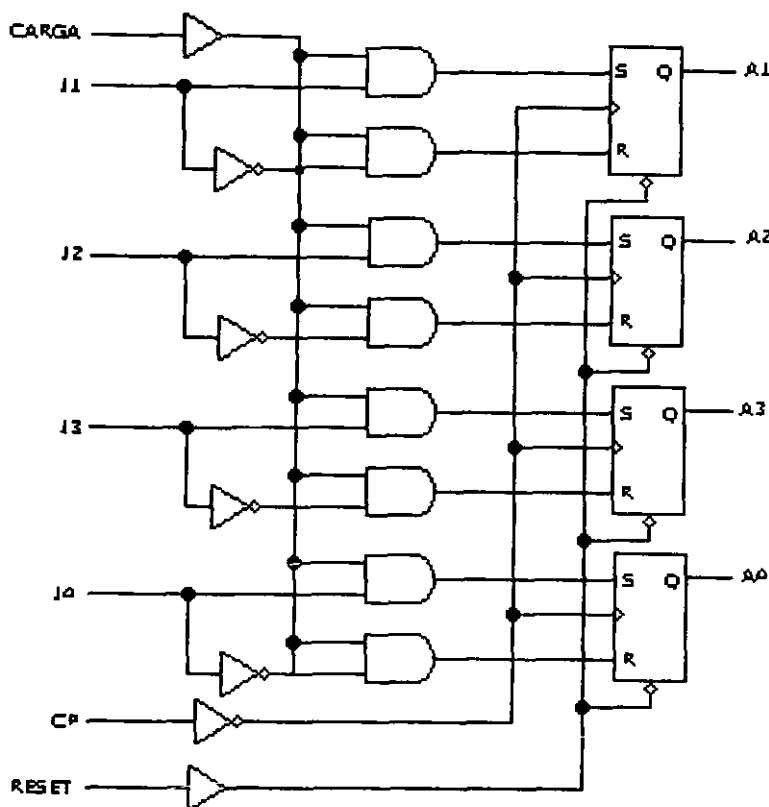 CARGA
I1
S Q A1
R
I2
S Q A2
R
I3
S Q A3
R
I4
S Q A4
R
CP
RESET